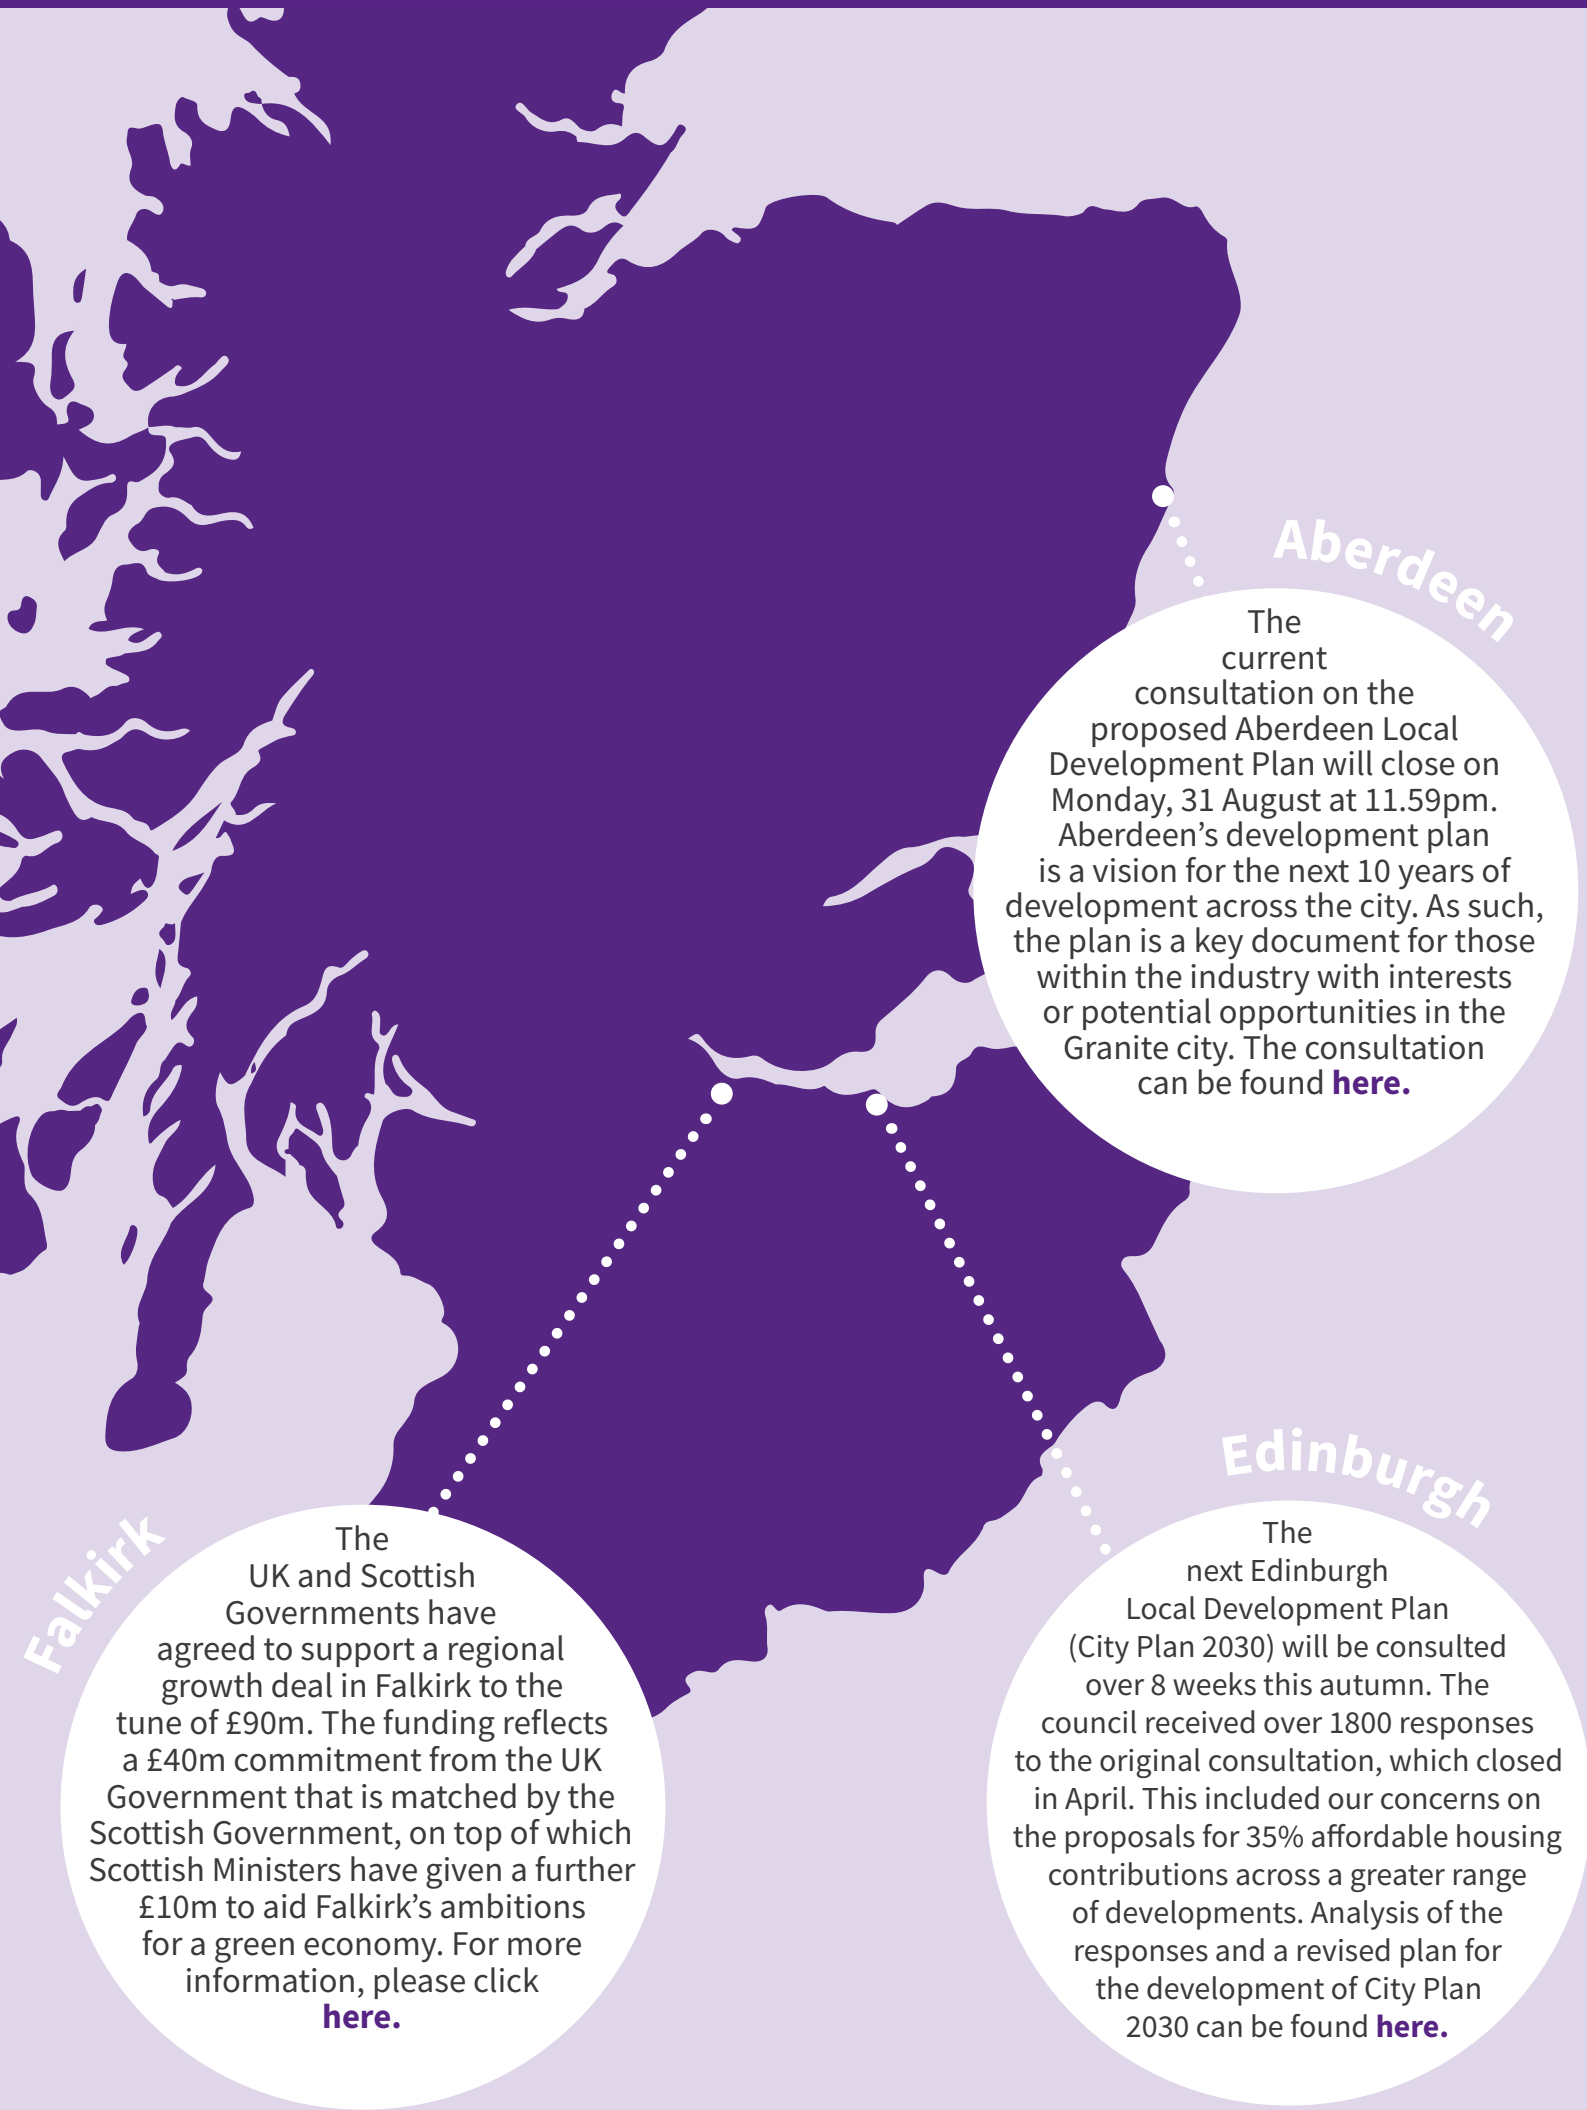 Aberdeen
The
current
consultation on the
proposed Aberdeen Local
Development Plan will close on
Monday, 31 August at 11.59pm.
Aberdeen’s development plan
is a vision for the next 10 years of
development across the city. As such,
the plan is a key document for those
within the industry with interests
or potential opportunities in the
Granite city. The consultation
can be found here.
Falkirk
The
UK and Scottish
Governments have
agreed to support a regional
growth deal in Falkirk to the
tune of £90m. The funding reflects
a £40m commitment from the UK
Government that is matched by the
Scottish Government, on top of which
Scottish Ministers have given a further
£10m to aid Falkirk’s ambitions
for a green economy. For more
information, please click
here.
Edinburgh
The
next Edinburgh
Local Development Plan
(City Plan 2030) will be consulted
over 8 weeks this autumn. The
council received over 1800 responses
to the original consultation, which closed
in April. This included our concerns on
the proposals for 35% affordable housing
contributions across a greater range
of developments. Analysis of the
responses and a revised plan for
the development of City Plan
2030 can be found here.